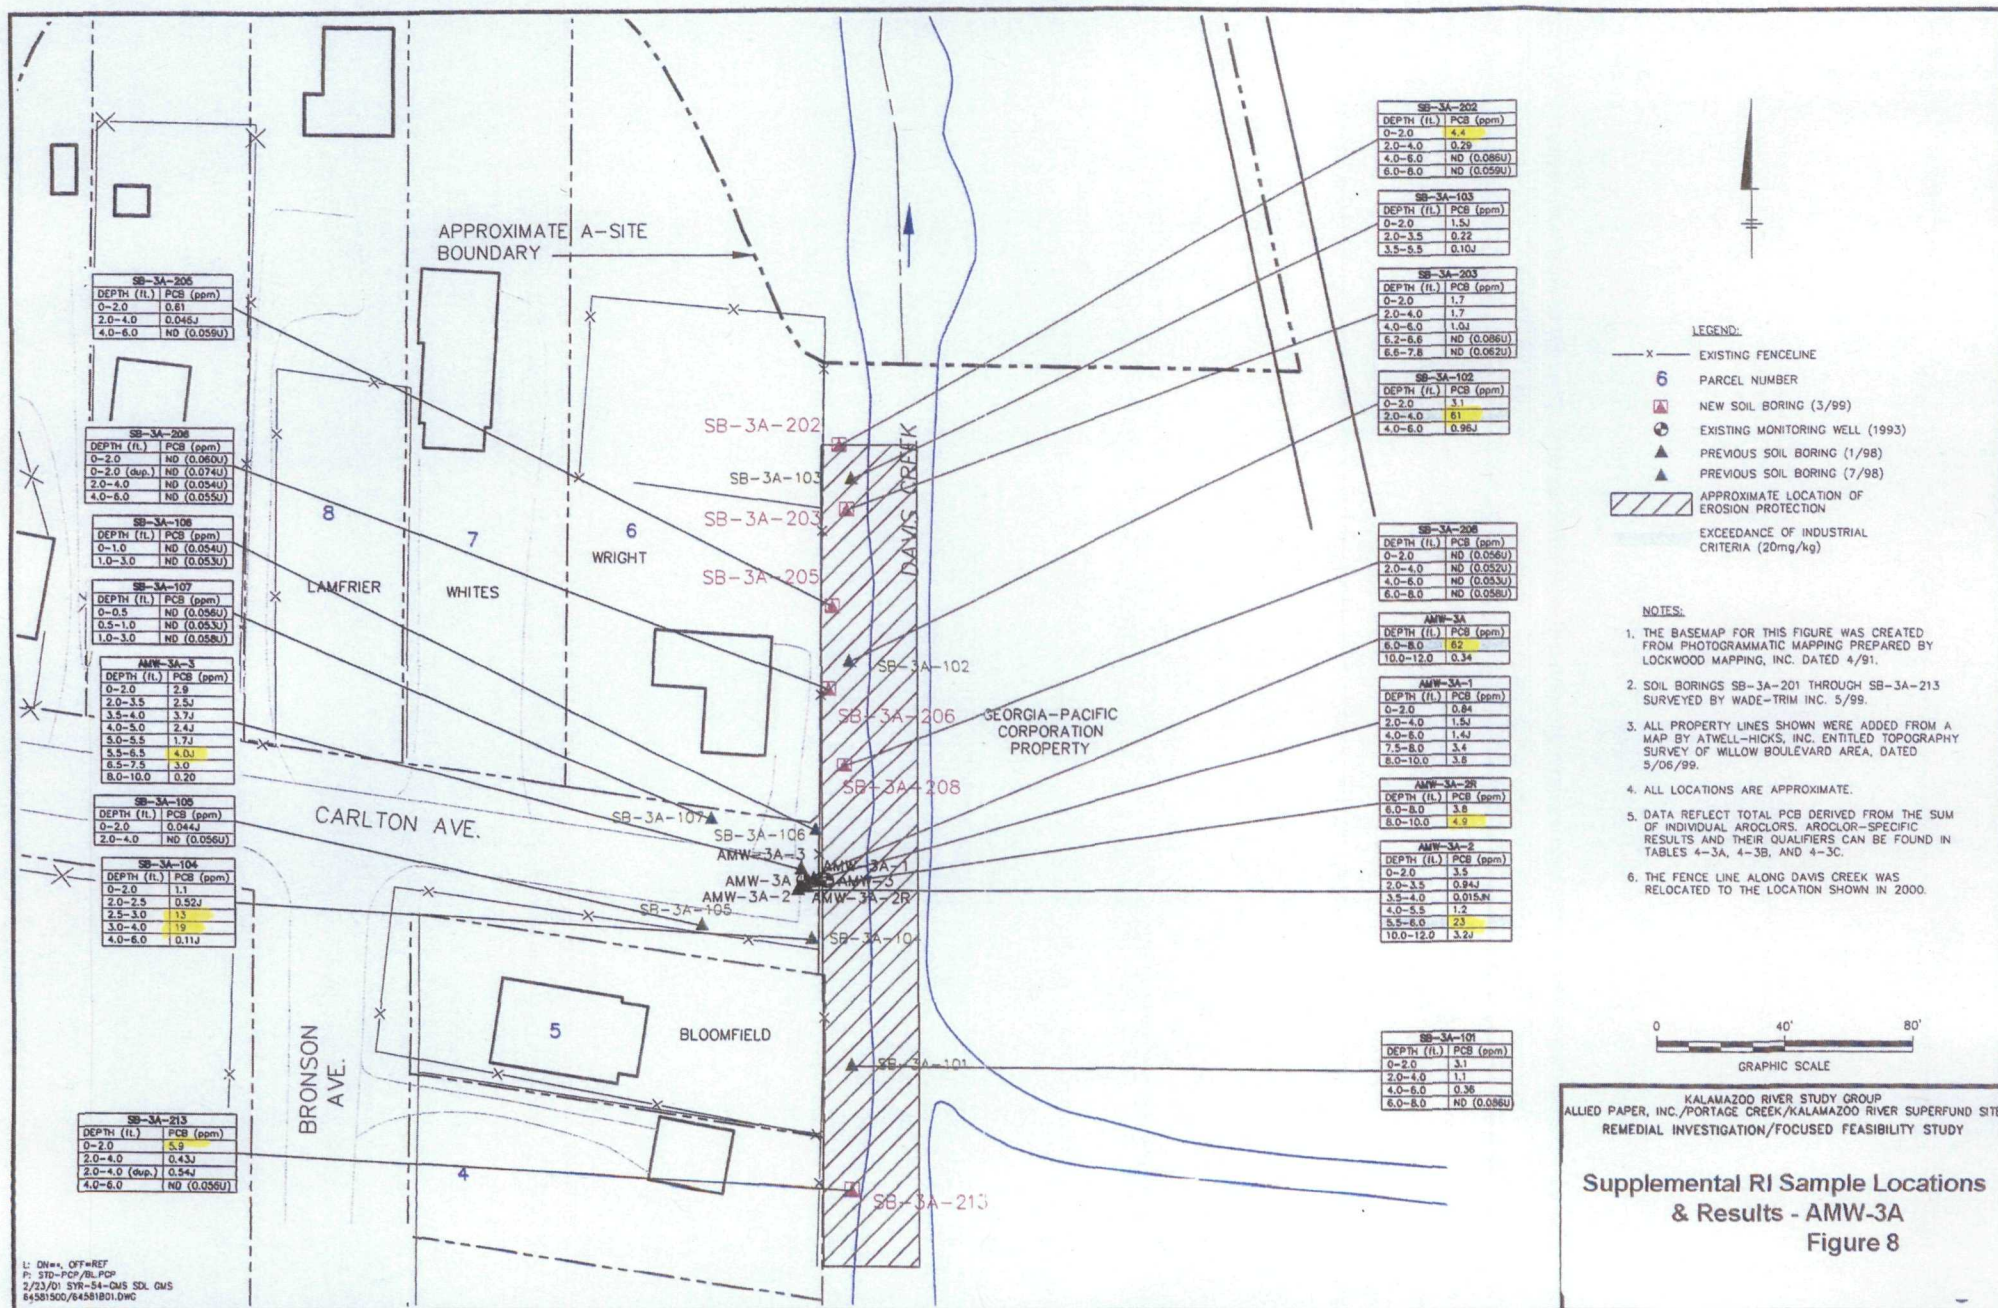 APPROXIMATE A-SITE
BOUNDARY
SB-3A-205
DEPTH (ft.) PCB (ppm)
0-2.0 0.61
2.0-4.0 0.046J
4.0-6.0 ND (0.059U)
SB-3A-206
DEPTH (ft.) PCB (ppm)
0-2.0 ND (0.060U)
0-2.0 (dup.) ND (0.074U)
2.0-4.0 ND (0.054U)
4.0-6.0 ND (0.055U)
SB-3A-106
DEPTH (ft.) PCB (ppm)
0-1.0 ND (0.054U)
1.0-3.0 ND (0.053U)
SB-3A-107
DEPTH (ft.) PCB (ppm)
0-0.5 ND (0.056U)
0.5-1.0 ND (0.053U)
1.0-3.0 ND (0.058U)
AMW-3A-3
DEPTH (ft.) PCB (ppm)
0-2.0 2.9
2.0-3.5 2.5J
3.5-4.0 3.7J
4.0-5.0 2.4J
5.0-5.5 1.7J
5.5-6.5 4.0J
6.5-7.5 3.0
8.0-10.0 0.20
SB-3A-105
DEPTH (ft.) PCB (ppm)
0-2.0 0.044J
2.0-4.0 ND (0.056U)
SB-3A-104
DEPTH (ft.) PCB (ppm)
0-2.0 1.1
2.0-2.5 0.52J
2.5-3.0 13
3.0-4.0 19
4.0-6.0 0.11J
SB-3A-213
DEPTH (ft.) PCB (ppm)
0-2.0 5.9
2.0-4.0 0.43J
2.0-4.0 (dup.) 0.54J
4.0-6.0 ND (0.056U)
8
LAMFRIER
7
WHITES
6
WRIGHT
SB-3A-202
SB-3A-103
SB-3A-203
SB-3A-205
DAVIS CREEK
SB-3A-102
SB-3A-206
GEORGIA-PACIFIC
CORPORATION
PROPERTY
SB-3A-208
CARLTON AVE.
SB-3A-107
SB-3A-106
AMW-3A-3
AMW-3A-1
AMW-3A
AMW-3
AMW-3A-2
AMW-3A-2R
SB-3A-105
SB-3A-104
5
BLOOMFIELD
BRONSON
AVE.
SB-3A-101
4
SB-3A-213
SB-3A-202
DEPTH (ft.) PCB (ppm)
0-2.0 4.4
2.0-4.0 0.29
4.0-6.0 ND (0.086U)
6.0-8.0 ND (0.059U)
SB-3A-103
DEPTH (ft.) PCB (ppm)
0-2.0 1.5J
2.0-3.5 0.22
3.5-5.5 0.10J
SB-3A-203
DEPTH (ft.) PCB (ppm)
0-2.0 1.7
2.0-4.0 1.7
4.0-6.0 1.0J
6.2-6.6 ND (0.086U)
6.6-7.8 ND (0.062U)
SB-3A-102
DEPTH (ft.) PCB (ppm)
0-2.0 3.1
2.0-4.0 61
4.0-6.0 0.96J
SB-3A-208
DEPTH (ft.) PCB (ppm)
0-2.0 ND (0.056U)
2.0-4.0 ND (0.052U)
4.0-6.0 ND (0.053U)
6.0-8.0 ND (0.058U)
AMW-3A
DEPTH (ft.) PCB (ppm)
6.0-8.0 62
10.0-12.0 0.34
AMW-3A-1
DEPTH (ft.) PCB (ppm)
0-2.0 0.84
2.0-4.0 1.5J
4.0-6.0 1.4J
7.5-8.0 3.4
8.0-10.0 3.8
AMW-3A-2R
DEPTH (ft.) PCB (ppm)
6.0-8.0 3.8
8.0-10.0 4.9
AMW-3A-2
DEPTH (ft.) PCB (ppm)
0-2.0 3.5
2.0-3.5 0.94J
3.5-4.0 0.015JN
4.0-5.5 1.2
5.5-6.0 23
10.0-12.0 3.2J
SB-3A-101
DEPTH (ft.) PCB (ppm)
0-2.0 3.1
2.0-4.0 1.1
4.0-6.0 0.36
6.0-8.0 ND (0.086U)
LEGEND:
EXISTING FENCELINE
6 PARCEL NUMBER
NEW SOIL BORING (3/99)
EXISTING MONITORING WELL (1993)
PREVIOUS SOIL BORING (1/98)
PREVIOUS SOIL BORING (7/98)
APPROXIMATE LOCATION OF
EROSION PROTECTION
EXCEEDANCE OF INDUSTRIAL
CRITERIA (20mg/kg)
NOTES:
1. THE BASEMAP FOR THIS FIGURE WAS CREATED
FROM PHOTOGRAMMATIC MAPPING PREPARED BY
LOCKWOOD MAPPING, INC. DATED 4/91.
2. SOIL BORINGS SB-3A-201 THROUGH SB-3A-213
SURVEYED BY WADE-TRIM INC. 5/99.
3. ALL PROPERTY LINES SHOWN WERE ADDED FROM A
MAP BY ATWELL-HICKS, INC. ENTITLED TOPOGRAPHY
SURVEY OF WILLOW BOULEVARD AREA, DATED
5/06/99.
4. ALL LOCATIONS ARE APPROXIMATE.
5. DATA REFLECT TOTAL PCB DERIVED FROM THE SUM
OF INDIVIDUAL AROCLORS. AROCLOR-SPECIFIC
RESULTS AND THEIR QUALIFIERS CAN BE FOUND IN
TABLES 4-3A, 4-3B, AND 4-3C.
6. THE FENCE LINE ALONG DAVIS CREEK WAS
RELOCATED TO THE LOCATION SHOWN IN 2000.
0 40' 80'
GRAPHIC SCALE
KALAMAZOO RIVER STUDY GROUP
ALLIED PAPER, INC./PORTAGE CREEK/KALAMAZOO RIVER SUPERFUND SITE
REMEDIAL INVESTIGATION/FOCUSED FEASIBILITY STUDY
Supplemental RI Sample Locations
& Results - AMW-3A
Figure 8
L: ON=*, OFF=REF
P: STD-PCP/BL.PCP
2/23/01 SYR-54-GMS SDL GMS
64581500/64581B01.DWG